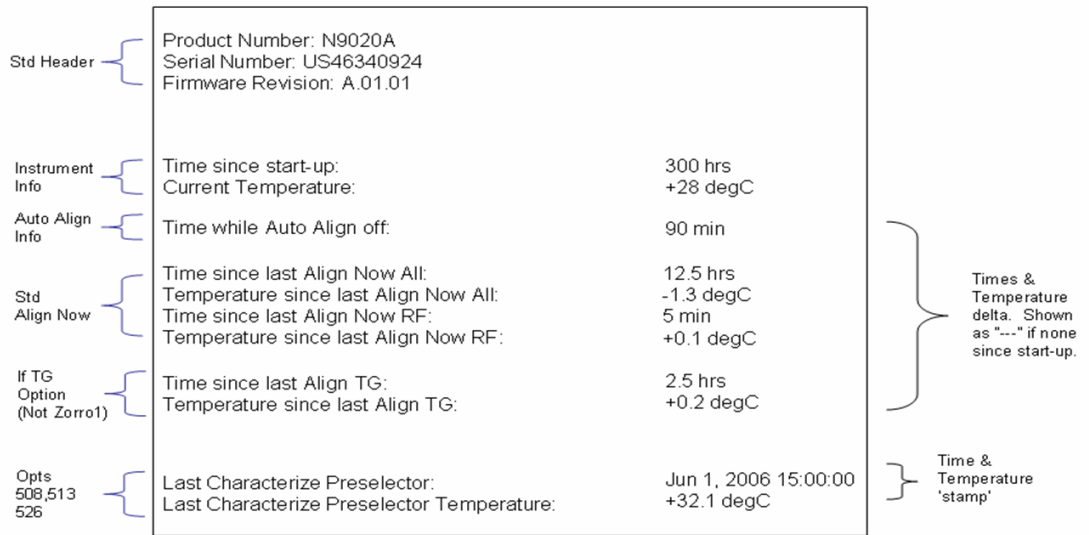 Std Header
Product Number: N9020A
Serial Number: US46340924
Firmware Revision: A.01.01
Instrument
Info
Time since start-up: 300 hrs
Current Temperature: +28 degC
Auto Align
Info
Time while Auto Align off: 90 min
Std
Align Now
Time since last Align Now All: 12.5 hrs
Temperature since last Align Now All: -1.3 degC
Time since last Align Now RF: 5 min
Temperature since last Align Now RF: +0.1 degC
If TG
Option
(Not Zorro1)
Time since last Align TG: 2.5 hrs
Temperature since last Align TG: +0.2 degC
Times &
Temperature
delta. Shown
as "---" if none
since start-up.
Opts
508,513
526
Last Characterize Preselector: Jun 1, 2006 15:00:00
Last Characterize Preselector Temperature: +32.1 degC
Time &
Temperature
'stamp'